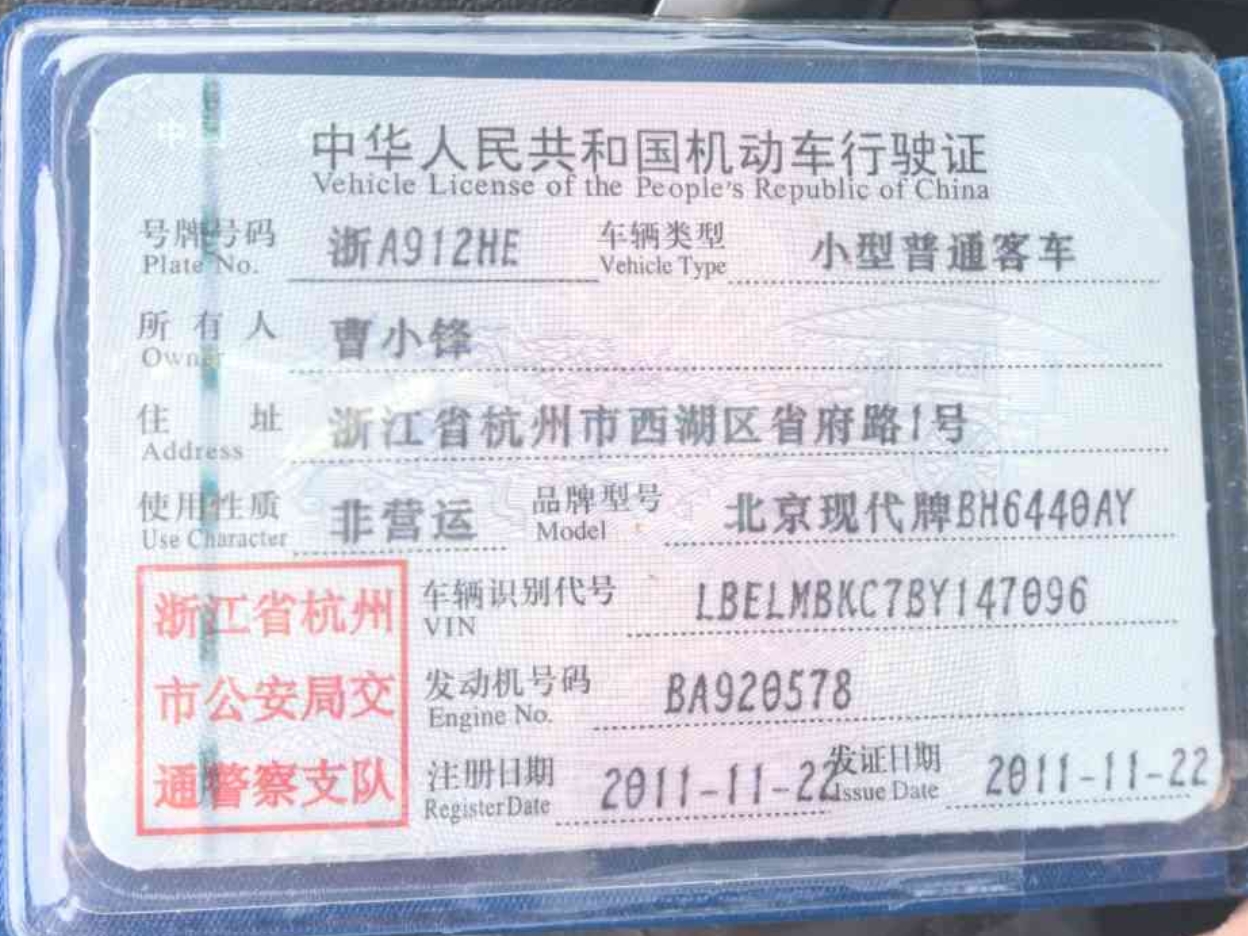 中华人民共和国机动车行驶证
Vehicle License of the People's Republic of China
号牌号码 浙A912HE 车辆类型 小型普通客车
Plate No. Vehicle Type
所有人 曹小锋
Owner
住址 浙江省杭州市西湖区省府路1号
Address
使用性质 非营运 品牌型号 北京现代牌BH6440AY
Use Character Model
浙江省杭州
市公安局交
通警察支队
车辆识别代号 LBELMBKC7BY147096
VIN
发动机号码 BA920578
Engine No.
注册日期 2011-11-22 发证日期 2011-11-22
Register Date Issue Date